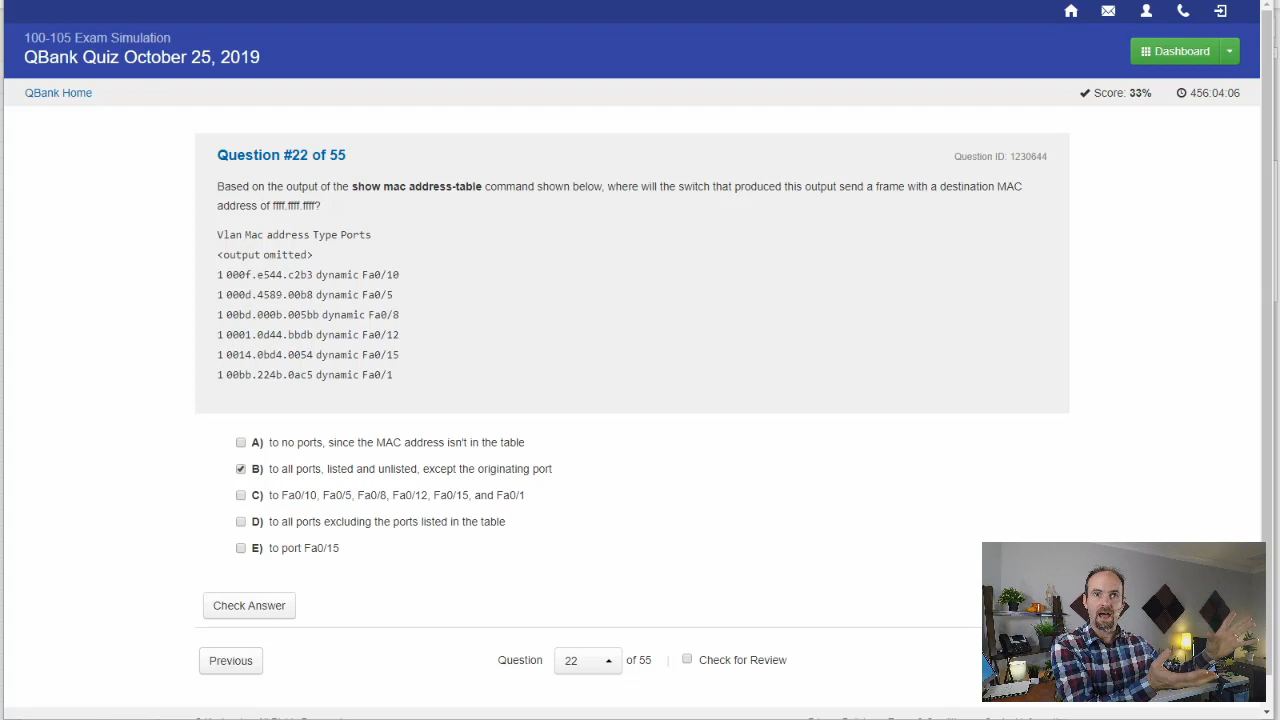 100-105 Exam Simulation
QBank Quiz October 25, 2019
Dashboard
QBank Home
Score: 33%
456:04:06
Question #22 of 55
Question ID: 1230644
Based on the output of the show mac address-table command shown below, where will the switch that produced this output send a frame with a destination MAC
address of ffff.ffff.ffff?
Vlan Mac address Type Ports
<output omitted>
1 000f.e544.c2b3 dynamic Fa0/10
1 000d.4589.00b8 dynamic Fa0/5
1 00bd.000b.005bb dynamic Fa0/8
1 0001.0d44.bbdb dynamic Fa0/12
1 0014.0bd4.0054 dynamic Fa0/15
1 00bb.224b.0ac5 dynamic Fa0/1
A) to no ports, since the MAC address isn't in the table
B) to all ports, listed and unlisted, except the originating port
C) to Fa0/10, Fa0/5, Fa0/8, Fa0/12, Fa0/15, and Fa0/1
D) to all ports excluding the ports listed in the table
E) to port Fa0/15
Check Answer
Previous
Question 22 of 55 | Check for Review